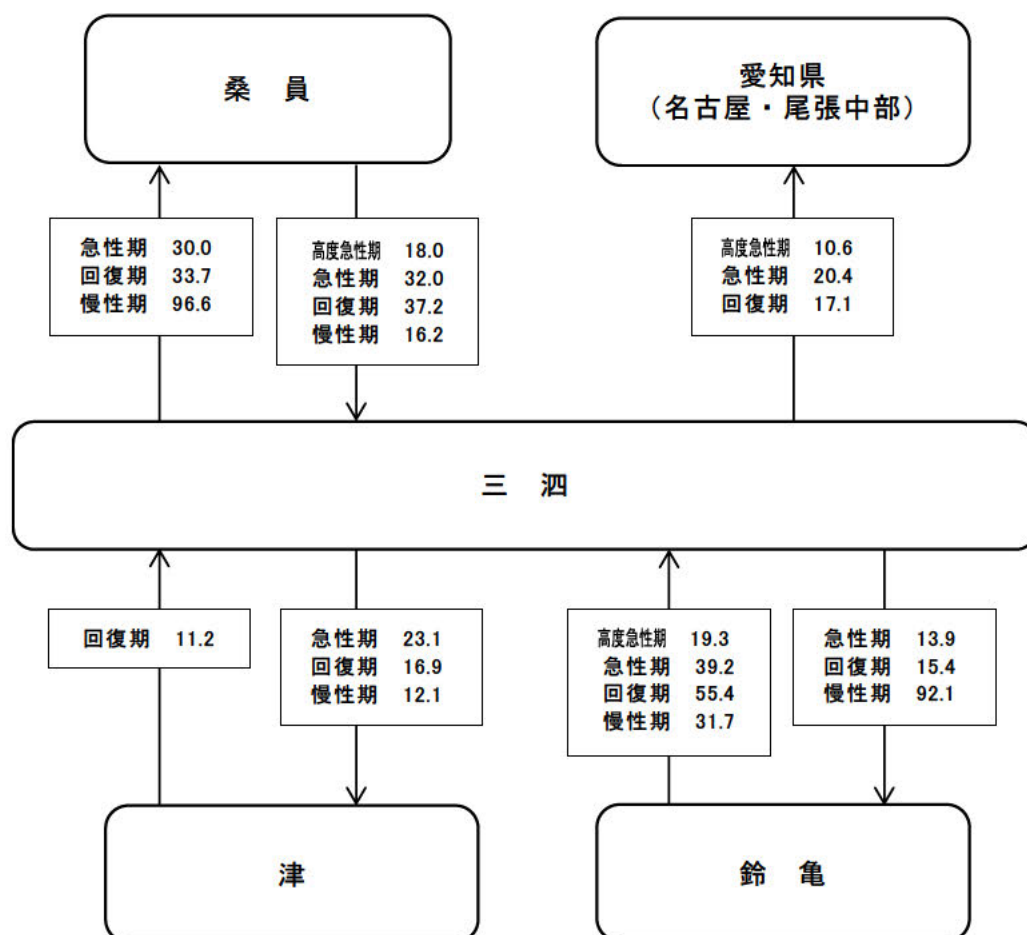 桑 員
愛知県
（名古屋・尾張中部）
急性期 30.0
回復期 33.7
慢性期 96.6
高度急性期 18.0
急性期 32.0
回復期 37.2
慢性期 16.2
高度急性期 10.6
急性期 20.4
回復期 17.1
三 泗
回復期 11.2
急性期 23.1
回復期 16.9
慢性期 12.1
高度急性期 19.3
急性期 39.2
回復期 55.4
慢性期 31.7
急性期 13.9
回復期 15.4
慢性期 92.1
津
鈴 亀